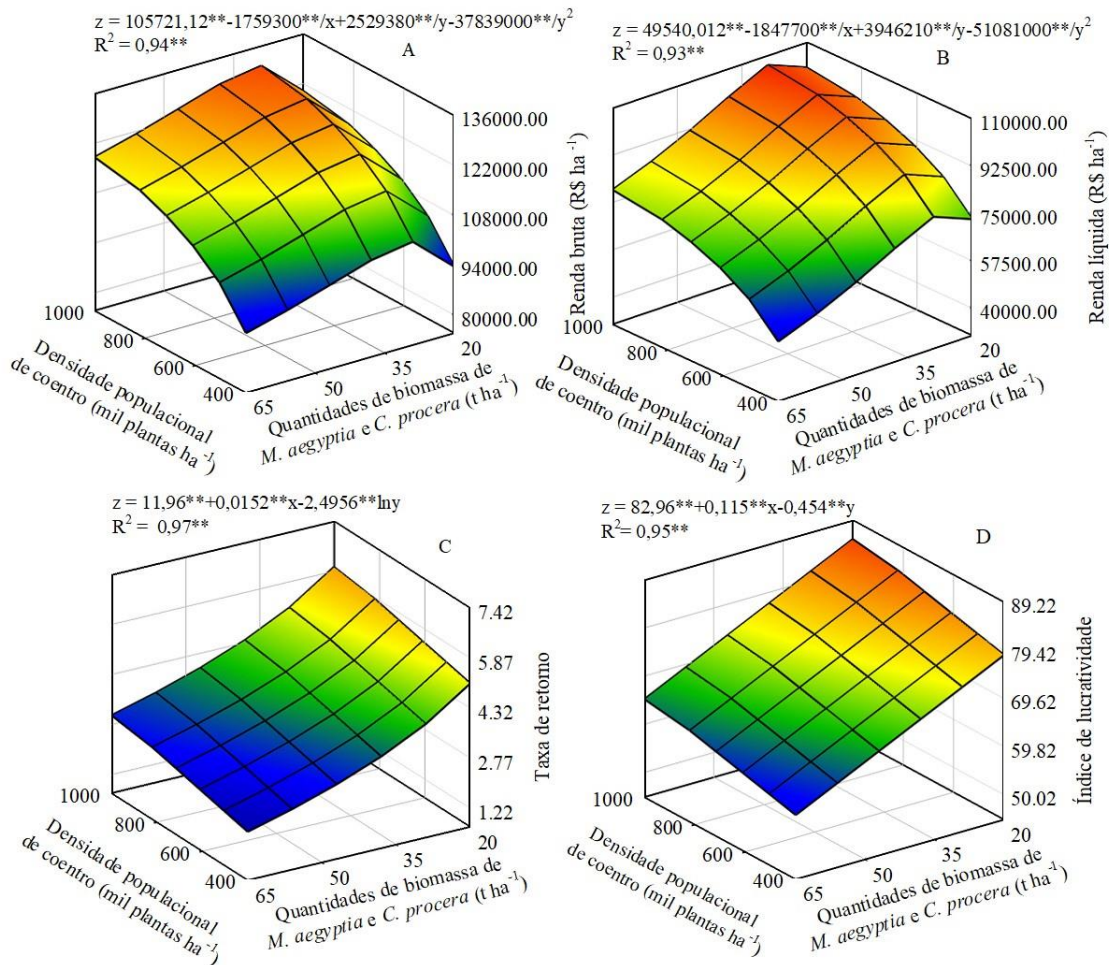 z = 105721,12**-1759300**/x+2529380**/y-37839000**/y²
R² = 0,94**
A
136000.00
122000.00
108000.00
94000.00
80000.00
Renda bruta (R$ ha⁻¹)
1000
800
600
400
Densidade populacional
de coentro (mil plantas ha⁻¹)
65
50
35
20
Quantidades de biomassa de
M. aegyptia e C. procera (t ha⁻¹)
z = 49540,012**-1847700**/x+3946210**/y-51081000**/y²
R² = 0,93**
B
110000.00
92500.00
75000.00
57500.00
40000.00
Renda líquida (R$ ha⁻¹)
1000
800
600
400
Densidade populacional
de coentro (mil plantas ha⁻¹)
65
50
35
20
Quantidades de biomassa de
M. aegyptia e C. procera (t ha⁻¹)
z = 11,96**+0,0152**x-2,4956**lny
R² = 0,97**
C
7.42
5.87
4.32
2.77
1.22
Taxa de retorno
1000
800
600
400
Densidade populacional
de coentro (mil plantas ha⁻¹)
65
50
35
20
Quantidades de biomassa de
M. aegyptia e C. procera (t ha⁻¹)
z = 82,96**+0,115**x-0,454**y
R²= 0,95**
D
89.22
79.42
69.62
59.82
50.02
Índice de lucratividade
1000
800
600
400
Densidade populacional
de coentro (mil plantas ha⁻¹)
65
50
35
20
Quantidades de biomassa de
M. aegyptia e C. procera (t ha⁻¹)